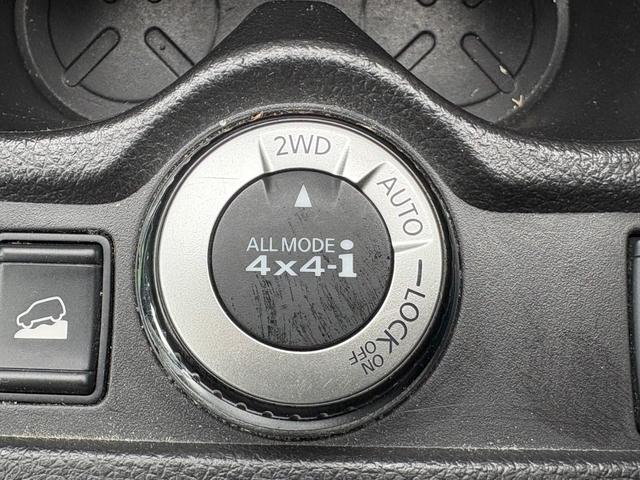 2WD
AUTO
LOCK
ON
OFF
ALL MODE
4x4-i